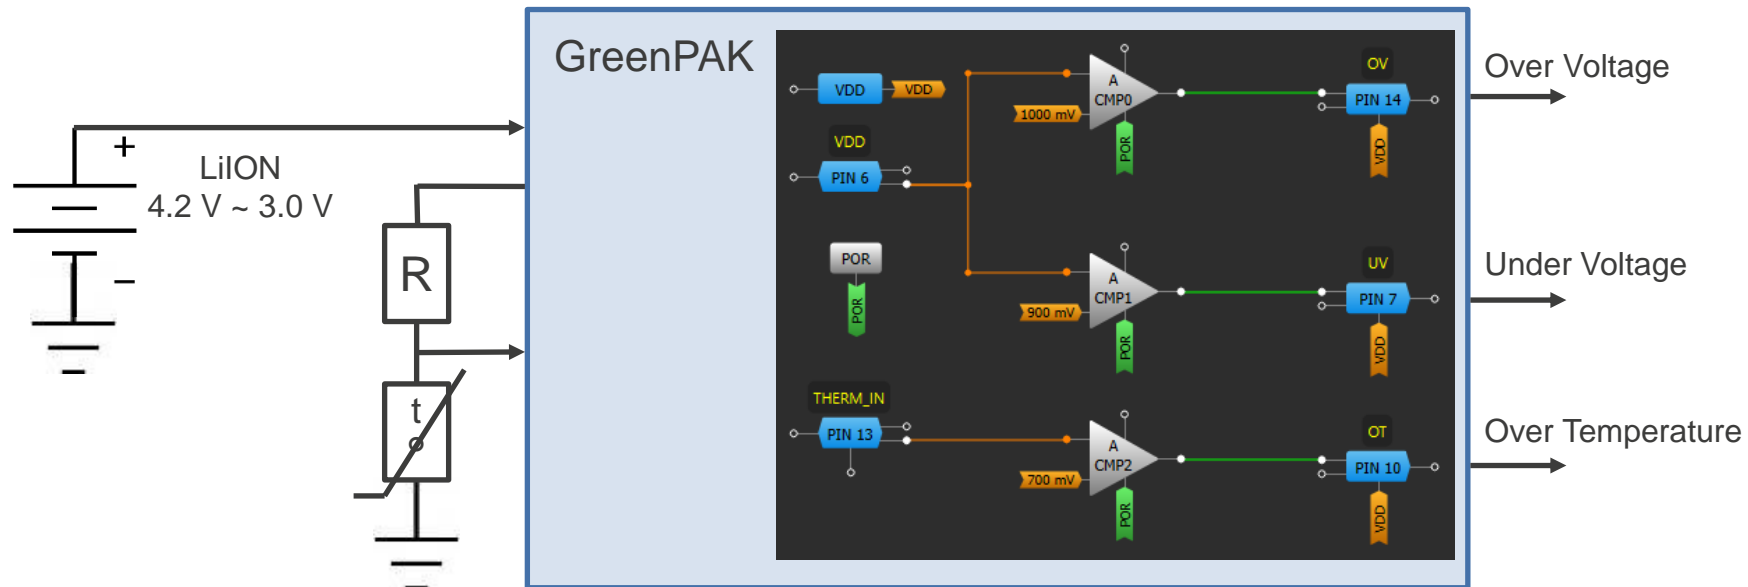 GreenPAK
+
LiION
4.2 V ~ 3.0 V
−
R
t
VDD
VDD
VDD
PIN 6
POR
POR
THERM_IN
PIN 13
A
CMP0
1000 mV
POR
OV
PIN 14
VDD
A
CMP1
900 mV
POR
UV
PIN 7
VDD
A
CMP2
700 mV
POR
OT
PIN 10
VDD
Over Voltage
Under Voltage
Over Temperature